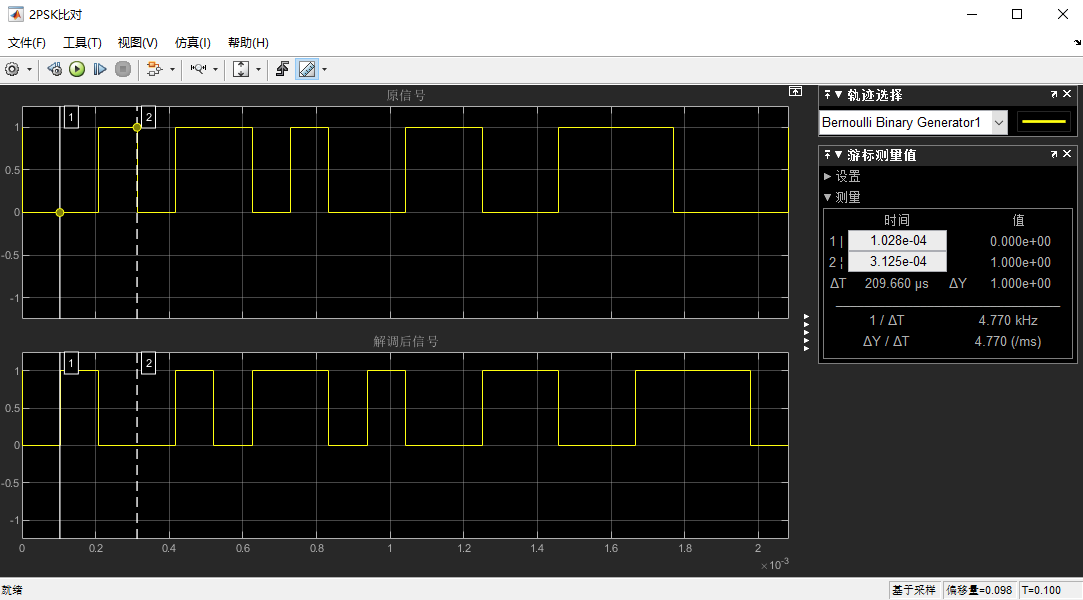 2PSK比对
文件(F) 工具(T) 视图(V) 仿真(I) 帮助(H)
原信号
1 2
1
0.5
0
-0.5
-1
解调后信号
1 2
1
0.5
0
-0.5
-1
0 0.2 0.4 0.6 0.8 1 1.2 1.4 1.6 1.8 2
×10-3
轨迹选择
Bernoulli Binary Generator1
游标测量值
设置
测量
时间 值
1 | 1.028e-04 0.000e+00
2 ¦ 3.125e-04 1.000e+00
ΔT 209.660 µs ΔY 1.000e+00
1 / ΔT 4.770 kHz
ΔY / ΔT 4.770 (/ms)
就绪 基于采样 偏移量=0.098 T=0.100